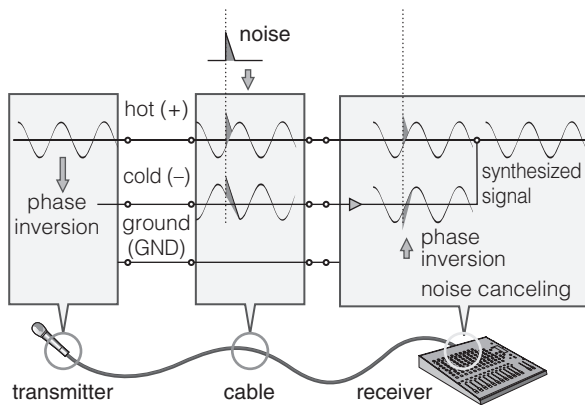 noise
hot (+)
cold (–)
phase
inversion
ground
(GND)
synthesized
signal
phase
inversion
noise canceling
transmitter
cable
receiver